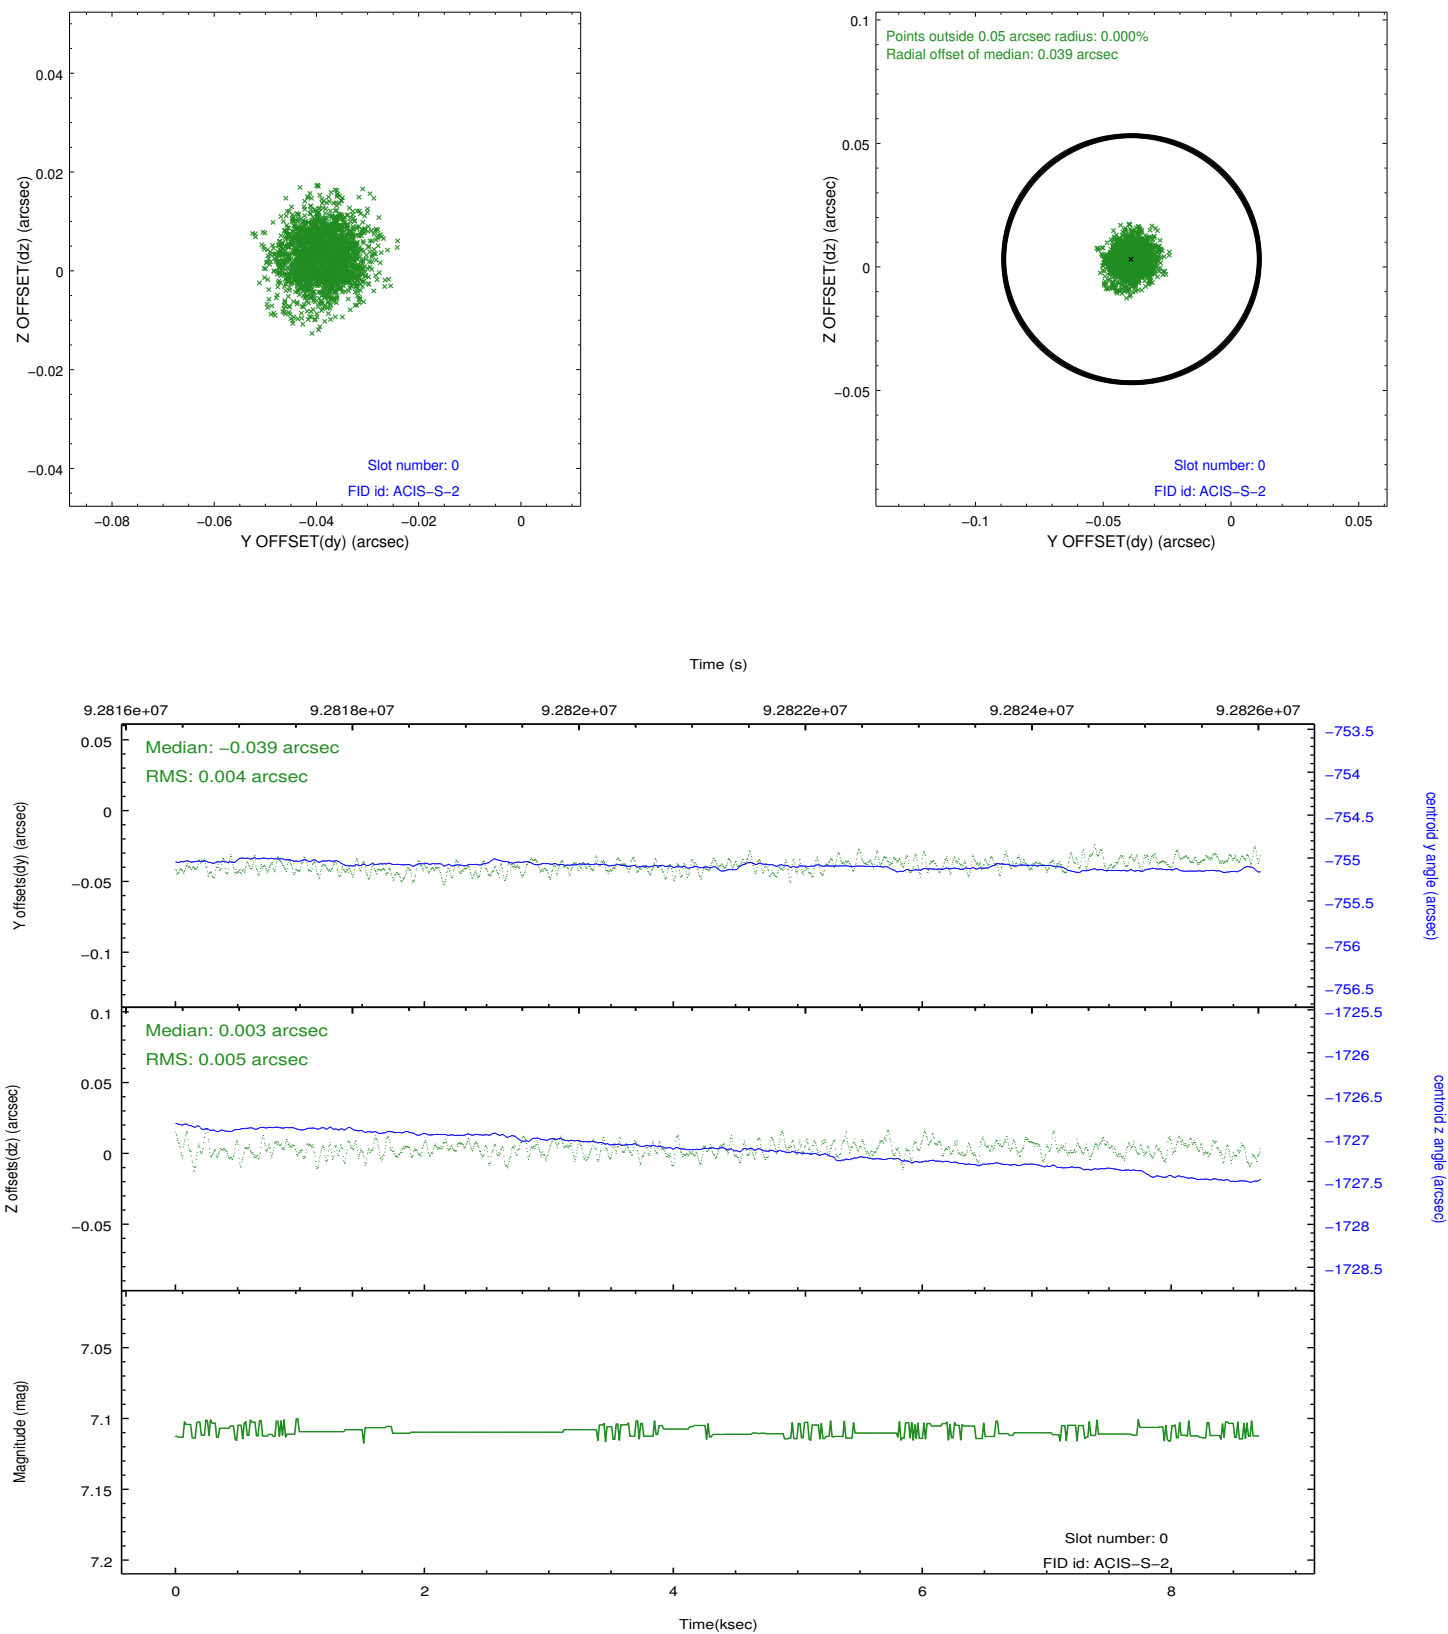 0.04
0.02
0
−0.02
−0.04
Z OFFSET(dz) (arcsec)
Slot number: 0
FID id: ACIS−S−2
−0.08
−0.06
−0.04
−0.02
0
Y OFFSET(dy) (arcsec)
Points outside 0.05 arcsec radius: 0.000%
Radial offset of median: 0.039 arcsec
0.1
0.05
0
−0.05
Z OFFSET(dz) (arcsec)
Slot number: 0
FID id: ACIS−S−2
−0.1
−0.05
0
0.05
Y OFFSET(dy) (arcsec)
Time (s)
9.2816e+07
9.2818e+07
9.282e+07
9.2822e+07
9.2824e+07
9.2826e+07
Median: −0.039 arcsec
RMS: 0.004 arcsec
0.05
0
−0.05
−0.1
Y offsets(dy) (arcsec)
−753.5
−754
−754.5
−755
−755.5
−756
−756.5
centroid y angle (arcsec)
Median: 0.003 arcsec
RMS: 0.005 arcsec
0.1
0.05
0
−0.05
Z offsets(dz) (arcsec)
−1725.5
−1726
−1726.5
−1727
−1727.5
−1728
−1728.5
centroid z angle (arcsec)
7.05
7.1
7.15
7.2
Magnitude (mag)
Slot number: 0
FID id: ACIS−S−2
0
2
4
6
8
Time(ksec)